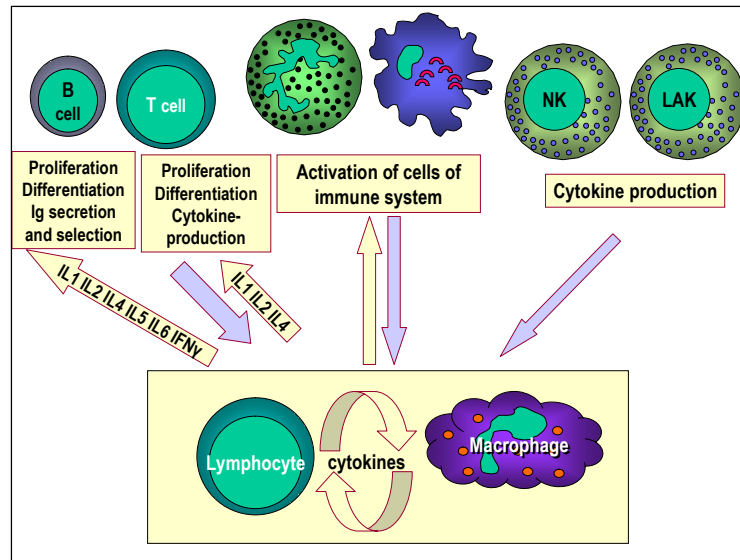 B
cell
T cell
NK
LAK
Proliferation
Differentiation
Ig secretion
and selection
Proliferation
Differentiation
Cytokine-
production
Activation of cells of
immune system
Cytokine production
IL1 IL2 IL4 IL5 IL6 IFNγ
IL1 IL2 IL4
Lymphocyte
cytokines
Macrophage